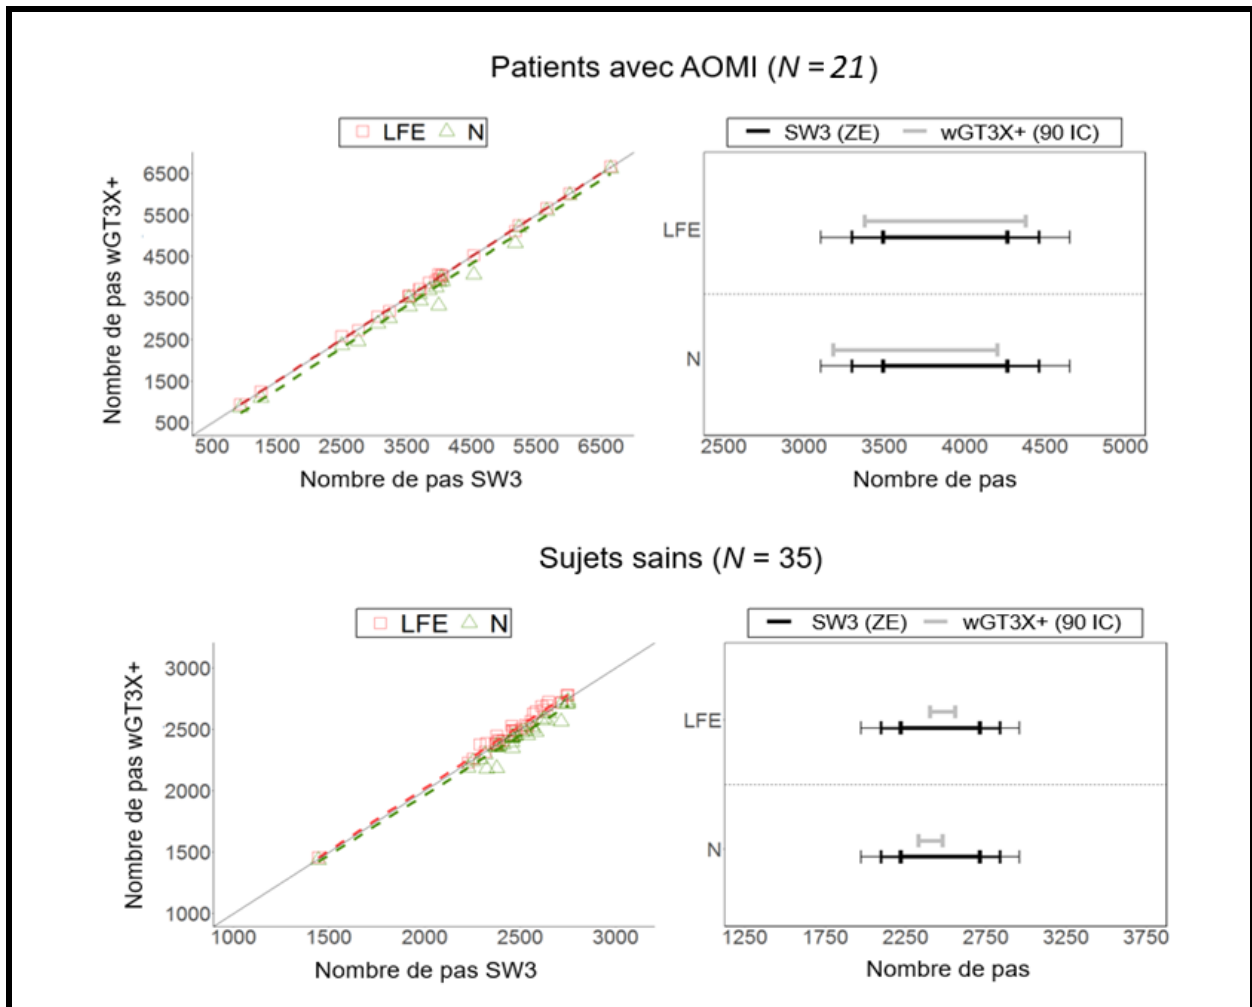 Patients avec AOMI (N = 21)
LFE N
SW3 (ZE) wGT3X+ (90 IC)
Nombre de pas wGT3X+
6500
5500
4500
3500
2500
1500
500
500 1500 2500 3500 4500 5500 6500
Nombre de pas SW3
LFE
N
2500 3000 3500 4000 4500 5000
Nombre de pas
Sujets sains (N = 35)
LFE N
SW3 (ZE) wGT3X+ (90 IC)
Nombre de pas wGT3X+
3000
2500
2000
1500
1000
1000 1500 2000 2500 3000
Nombre de pas SW3
LFE
N
1250 1750 2250 2750 3250 3750
Nombre de pas